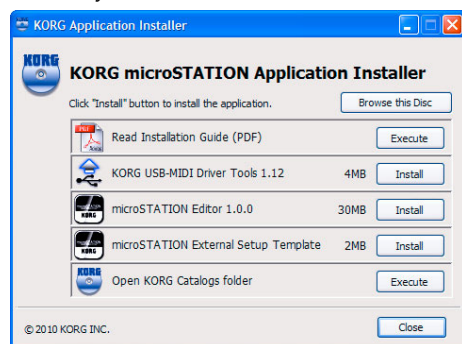 KORG Application Installer
KORG
KORG microSTATION Application Installer
Click "Install" button to install the application.
Browse this Disc
Read Installation Guide (PDF)
Execute
KORG USB-MIDI Driver Tools 1.12
4MB
Install
microSTATION Editor 1.0.0
30MB
Install
KORG
microSTATION External Setup Template
2MB
Install
KORG
Open KORG Catalogs folder
Execute
KORG
© 2010 KORG INC.
Close